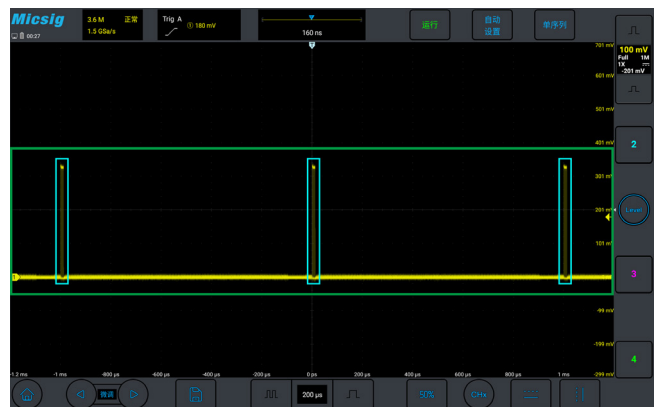 Micsig
00:27
3.6 M 正常
1.5 GSa/s
Trig A ① 180 mV
160 ns
运行
自动
设置
单序列
100 mV
Full 1M
1X
-201 mV
701 mV
601 mV
501 mV
401 mV
301 mV
201 mV
101 mV
-99 mV
-199 mV
-299 mV
2
Level
3
4
1
T
-1.2 ms -1 ms -800 µs -600 µs -400 µs -200 µs 0 ps 200 µs 400 µs 600 µs 800 µs 1 ms
微调
200 µs
50%
CHx